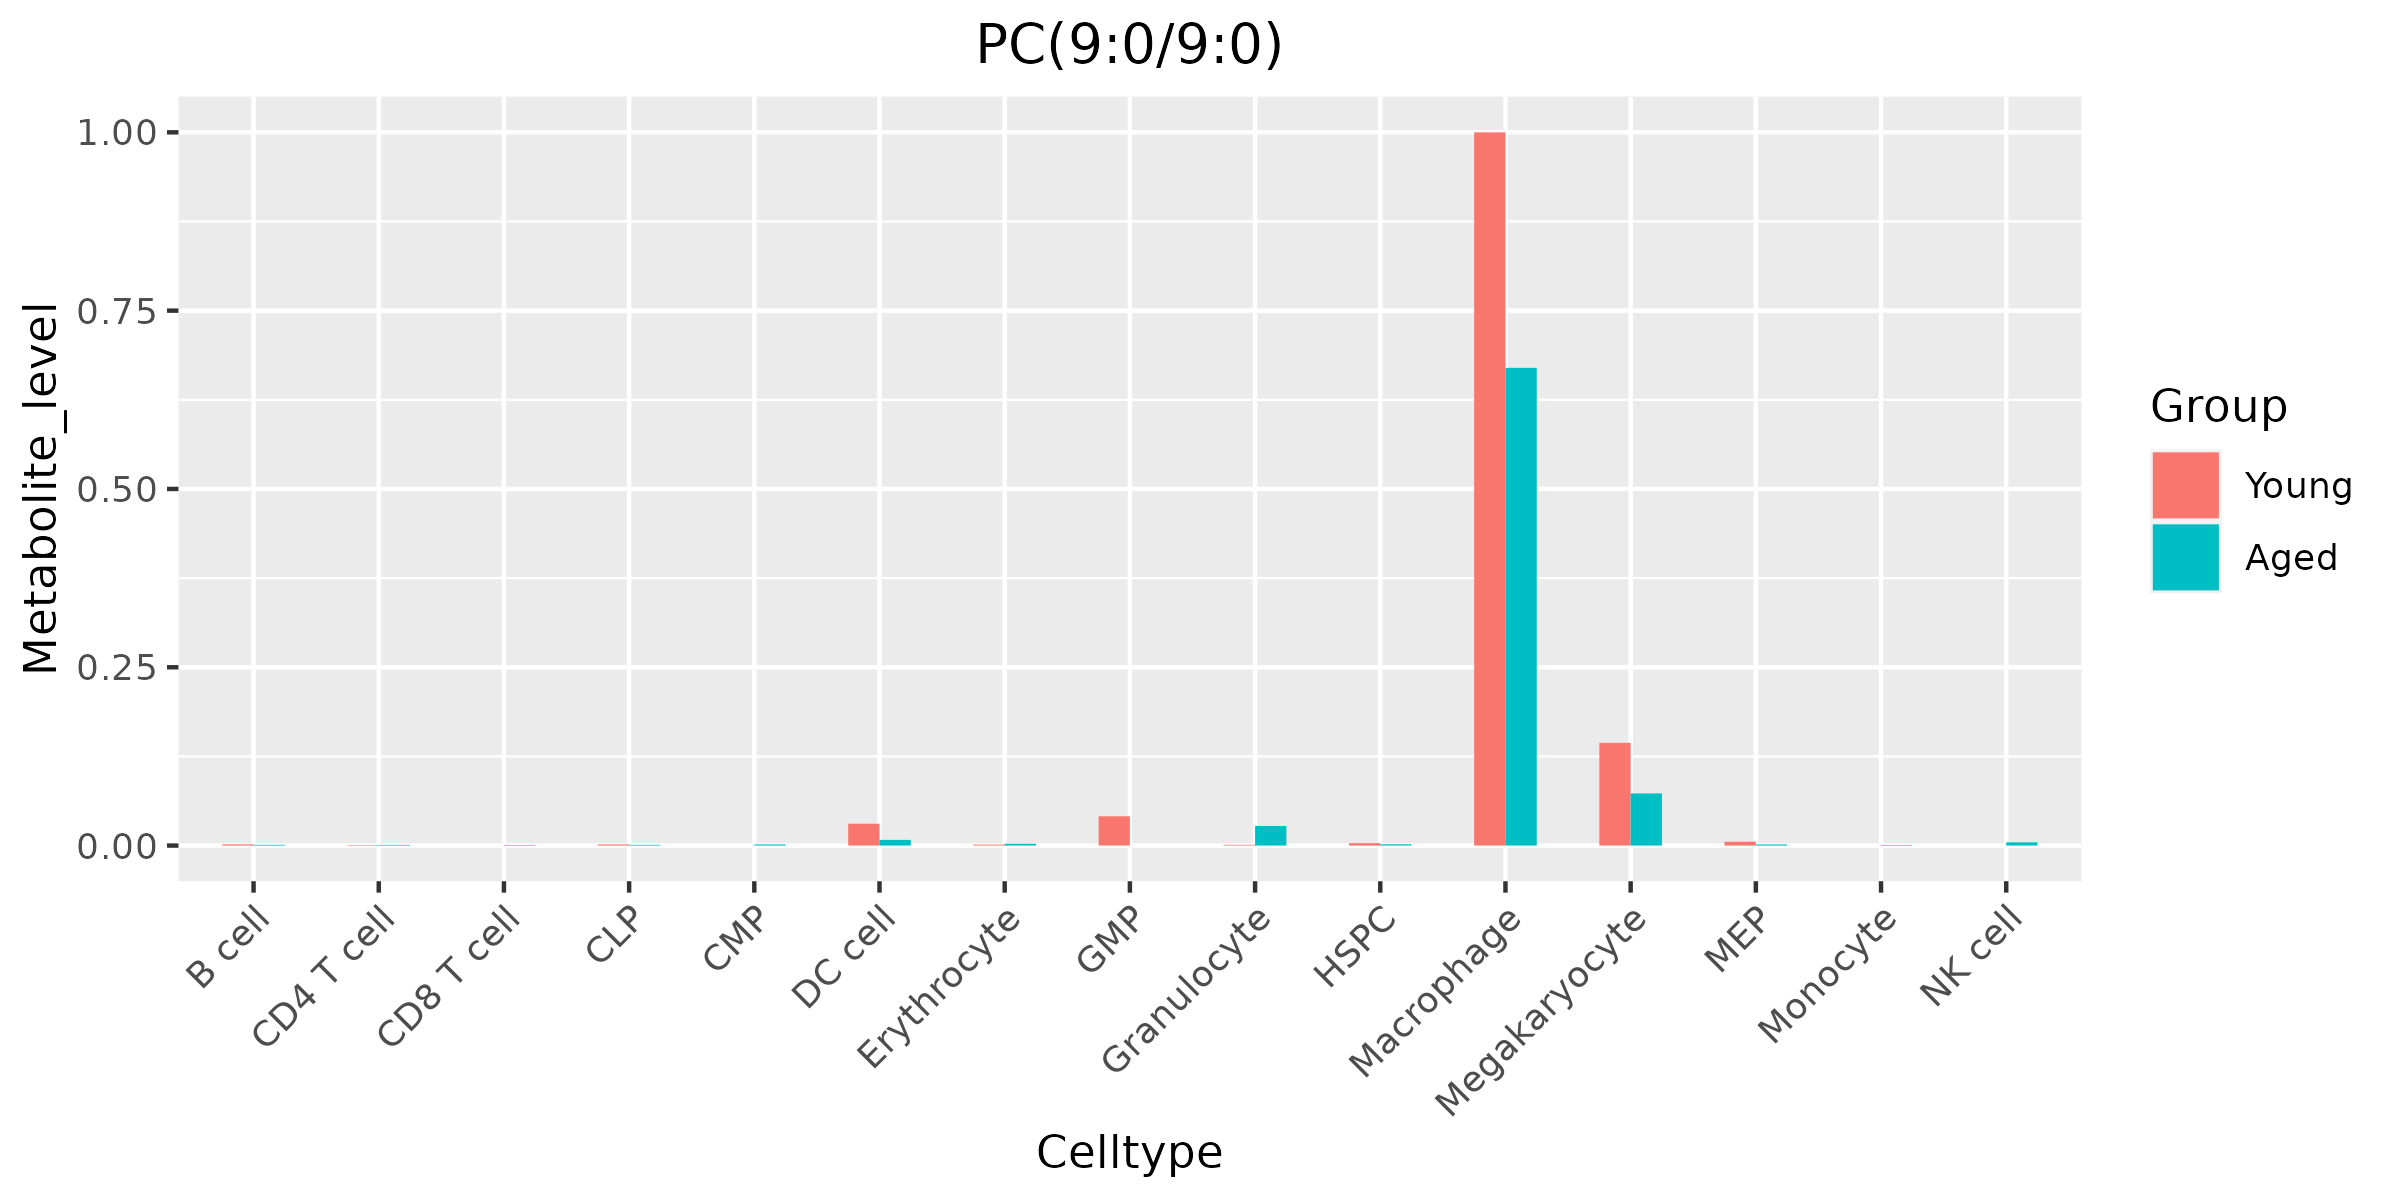 PC(9:0/9:0)
Metabolite_level
1.00
0.75
0.50
0.25
0.00
B cell
CD4 T cell
CD8 T cell
CLP
CMP
DC cell
Erythrocyte
GMP
Granulocyte
HSPC
Macrophage
Megakaryocyte
MEP
Monocyte
NK cell
Celltype
Group
Young
Aged